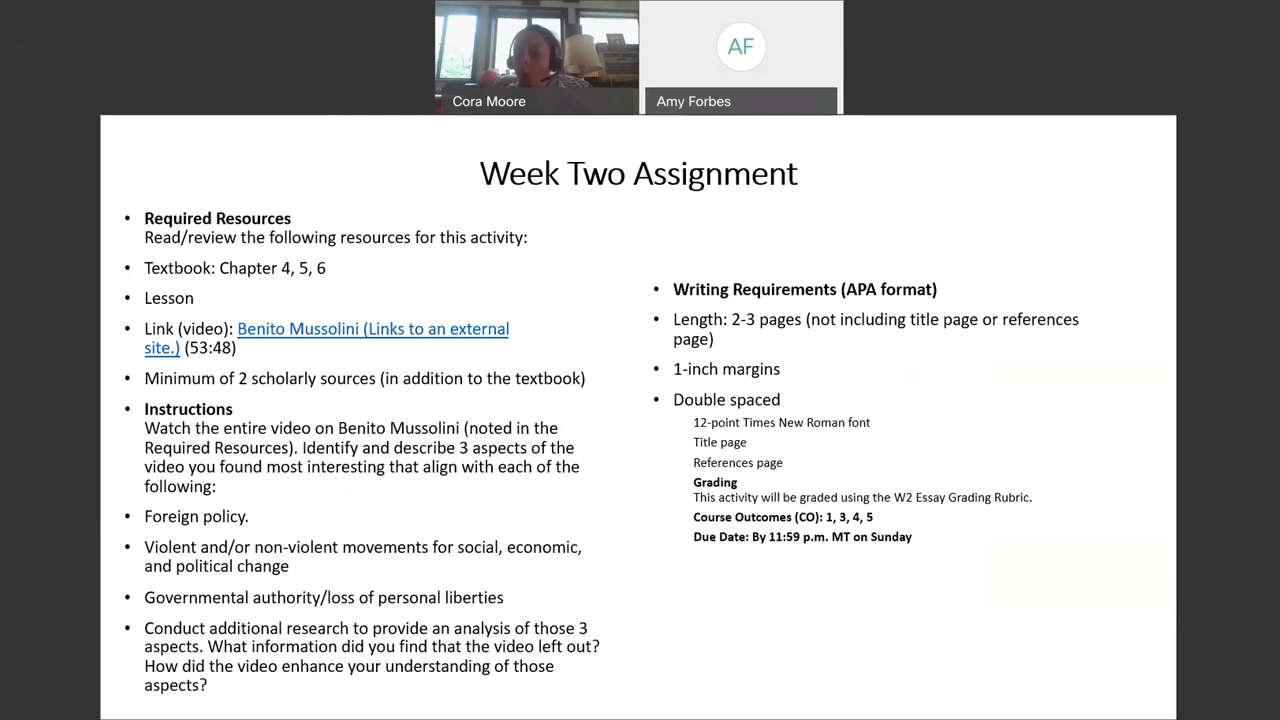 AF
Cora Moore
Amy Forbes
Week Two Assignment
• Required Resources
Read/review the following resources for this activity:
• Textbook: Chapter 4, 5, 6
• Lesson
• Link (video): Benito Mussolini (Links to an external
site.) (53:48)
• Minimum of 2 scholarly sources (in addition to the textbook)
• Instructions
Watch the entire video on Benito Mussolini (noted in the
Required Resources). Identify and describe 3 aspects of the
video you found most interesting that align with each of the
following:
• Foreign policy.
• Violent and/or non-violent movements for social, economic,
and political change
• Governmental authority/loss of personal liberties
• Conduct additional research to provide an analysis of those 3
aspects. What information did you find that the video left out?
How did the video enhance your understanding of those
aspects?
• Writing Requirements (APA format)
• Length: 2-3 pages (not including title page or references
page)
• 1-inch margins
• Double spaced
12-point Times New Roman font
Title page
References page
Grading
This activity will be graded using the W2 Essay Grading Rubric.
Course Outcomes (CO): 1, 3, 4, 5
Due Date: By 11:59 p.m. MT on Sunday